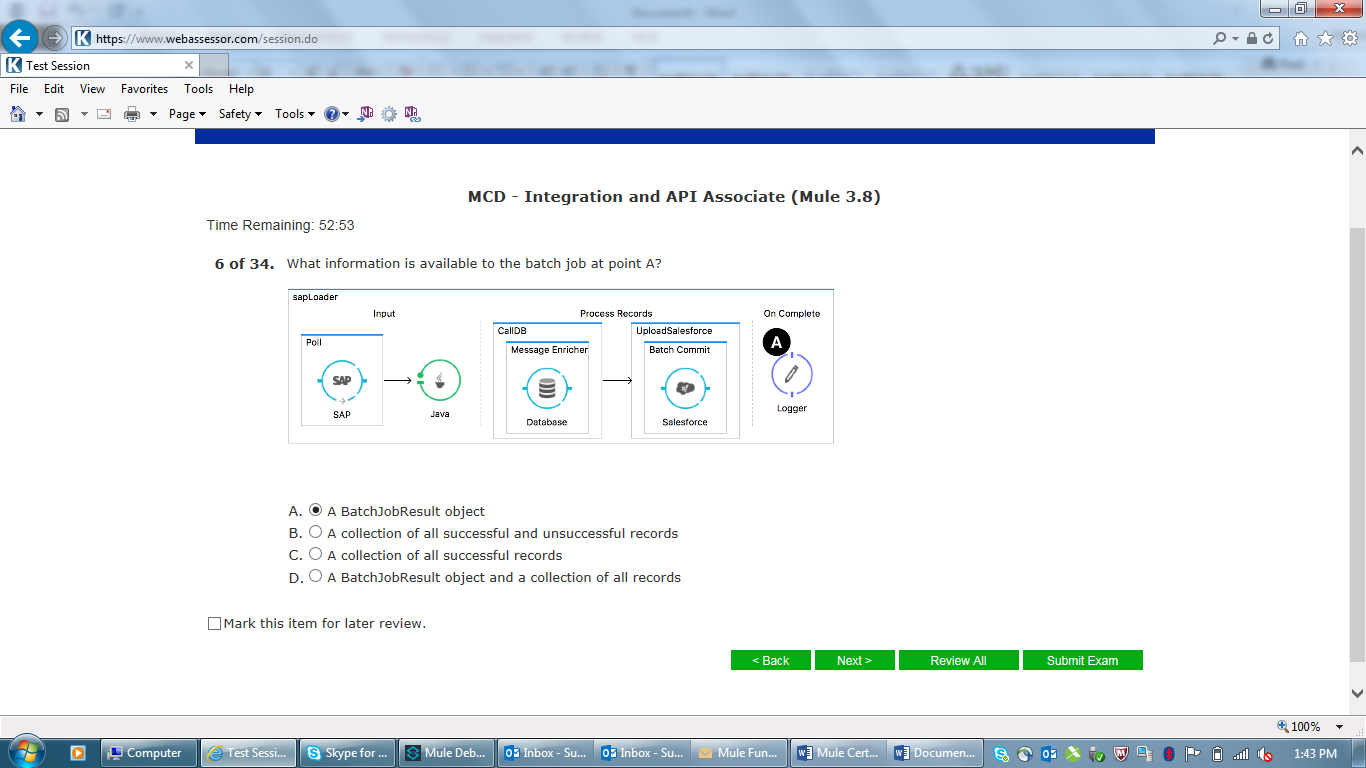 https://www.webassessor.com/session.do
Test Session
File Edit View Favorites Tools Help
Page Safety Tools
MCD - Integration and API Associate (Mule 3.8)
Time Remaining: 52:53
6 of 34. What information is available to the batch job at point A?
sapLoader
Input Process Records On Complete
Poll CallDB UploadSalesforce
Message Enricher Batch Commit
A
SAP
SAP Java Database Salesforce Logger
A. A BatchJobResult object
B. A collection of all successful and unsuccessful records
C. A collection of all successful records
D. A BatchJobResult object and a collection of all records
Mark this item for later review.
< Back Next > Review All Submit Exam
100%
Computer Test Sessi... Skype for ... Mule Deb... Inbox - Su... Inbox - Su... Mule Fun... Mule Cert... Documen... 1:43 PM